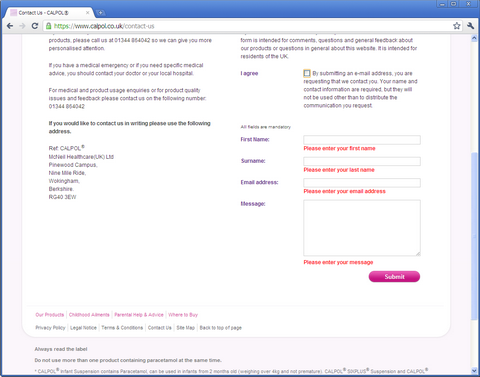 Contact Us - CALPOL®
https://www.calpol.co.uk/contact-us
products, please call us at 01344 864042 so we can give you more
personalised attention.
If you have a medical emergency or if you need specific medical
advice, you should contact your doctor or your local hospital.
For medical and product usage enquiries or for product quality
issues and feedback please contact us on the following number:
01344 864042
If you would like to contact us in writing please use the following
address.
Ref: CALPOL®
McNeil Healthcare(UK) Ltd
Pinewood Campus,
Nine Mile Ride,
Wokingham,
Berkshire.
RG40 3EW
form is intended for comments, questions and general feedback about
our products or questions in general about this website. It is intended for
residents of the UK.
I agree
By submitting an e-mail address, you are
requesting that we contact you. Your name and
contact information are required, but they will
not be used other than to distribute the
communication you request.
All fields are mandatory
First Name:
Please enter your first name
Surname:
Please enter your last name
Email address:
Please enter your email address
Message:
Please enter your message
Submit
Our Products | Childhood Ailments | Parental Help & Advice | Where to Buy
Privacy Policy | Legal Notice | Terms & Conditions | Contact Us | Site Map | Back to top of page
Always read the label
Do not use more than one product containing paracetamol at the same time.
* CALPOL® Infant Suspension contains Paracetamol, can be used in infants from 2 months old (weighing over 4kg and not premature). CALPOL® SIXPLUS® Suspension and CALPOL®